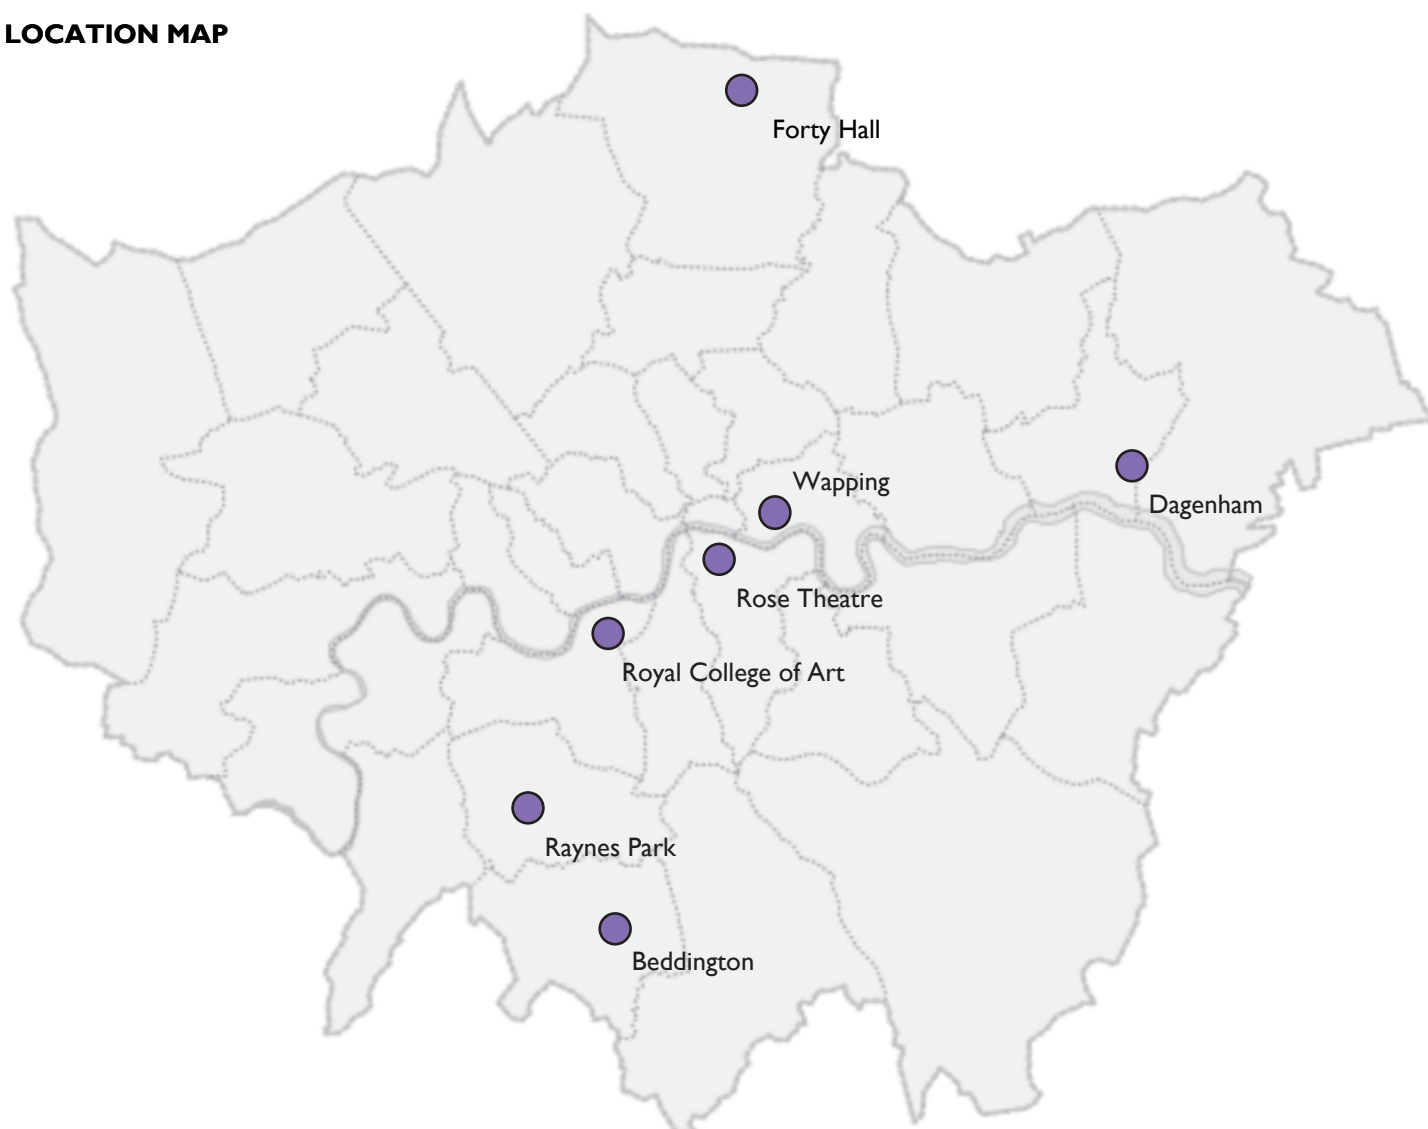 LOCATION MAP
Forty Hall
Wapping
Dagenham
Rose Theatre
Royal College of Art
Raynes Park
Beddington